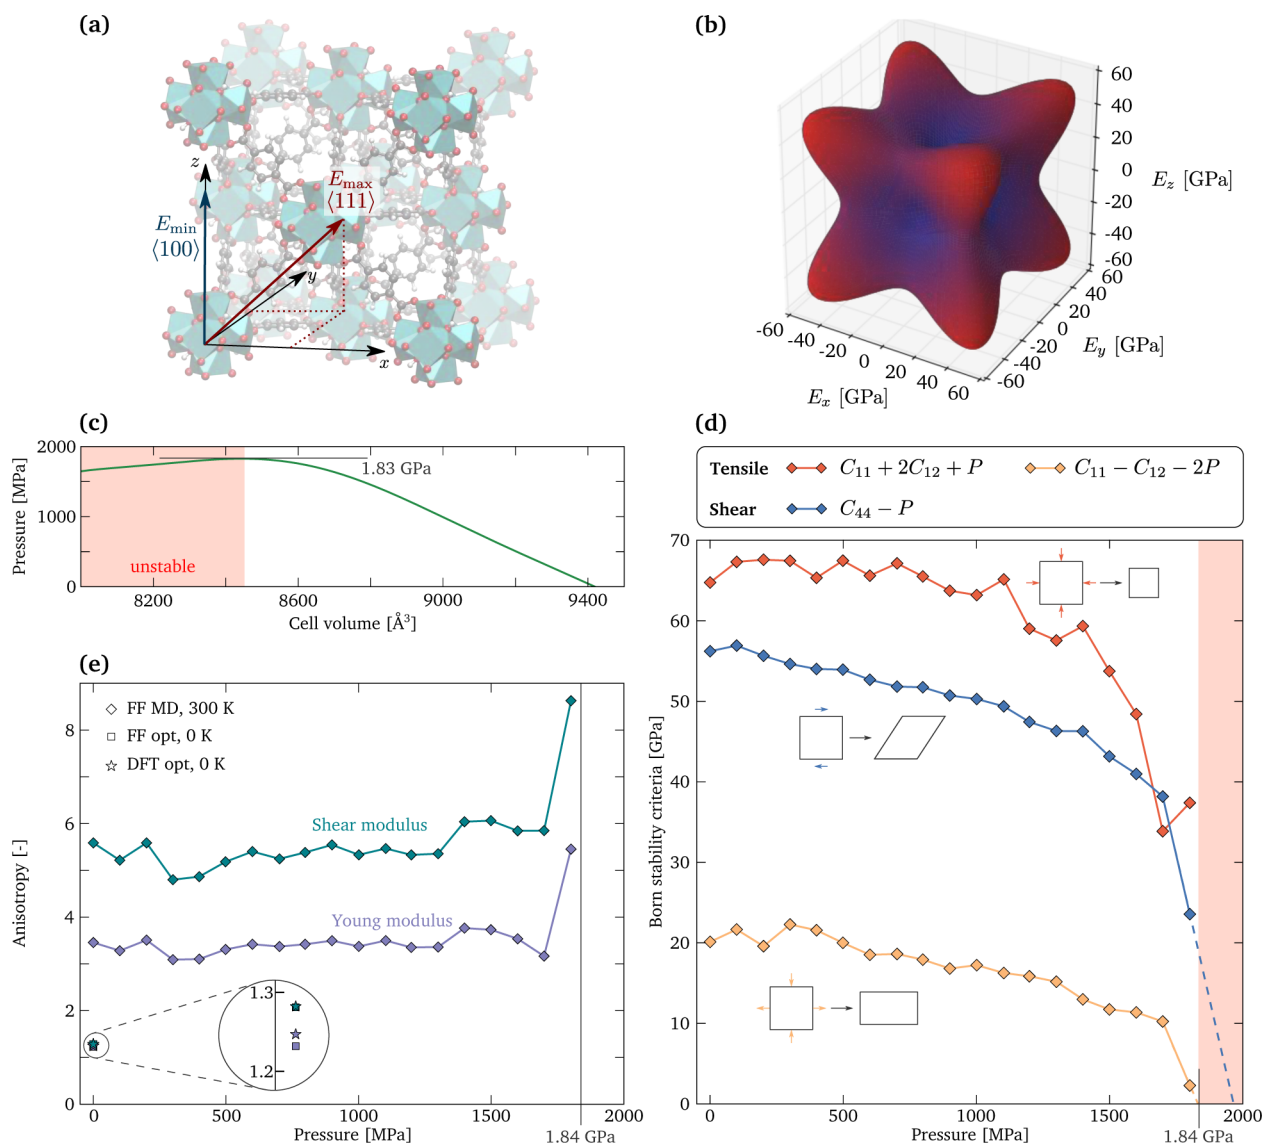 (a)
z
E_max
⟨111⟩
E_min
⟨100⟩
y
x
(b)
60
40
20
0
-20
-40
-60
E_z [GPa]
60
40
20
0
-20
-40
-60
E_y [GPa]
-60
-40
-20
0
20
40
60
E_x [GPa]
(c)
2000
1000
0
Pressure [MPa]
1.83 GPa
unstable
8200 8600 9000 9400
Cell volume [Å³]
(d)
Tensile C₁₁ + 2C₁₂ + P C₁₁ − C₁₂ − 2P
Shear C₄₄ − P
70
60
50
40
30
20
10
0
Born stability criteria [GPa]
0 500 1000 1500 2000
Pressure [MPa] 1.84 GPa
(e)
8
6
4
2
0
Anisotropy [-]
FF MD, 300 K
FF opt, 0 K
DFT opt, 0 K
Shear modulus
Young modulus
1.3
1.2
0 500 1000 1500 2000
Pressure [MPa] 1.84 GPa